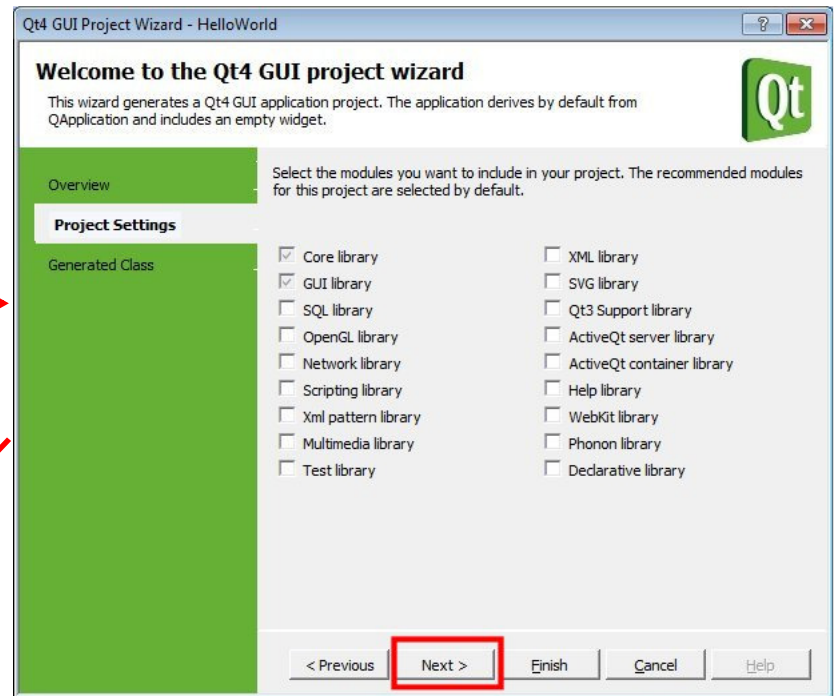 Qt4 GUI Project Wizard - HelloWorld
Welcome to the Qt4 GUI project wizard
This wizard generates a Qt4 GUI application project. The application derives by default from
QApplication and includes an empty widget.
Qt
Overview
Project Settings
Generated Class
Select the modules you want to include in your project. The recommended modules
for this project are selected by default.
Core library
GUI library
SQL library
OpenGL library
Network library
Scripting library
Xml pattern library
Multimedia library
Test library
XML library
SVG library
Qt3 Support library
ActiveQt server library
ActiveQt container library
Help library
WebKit library
Phonon library
Declarative library
< Previous
Next >
Finish
Cancel
Help